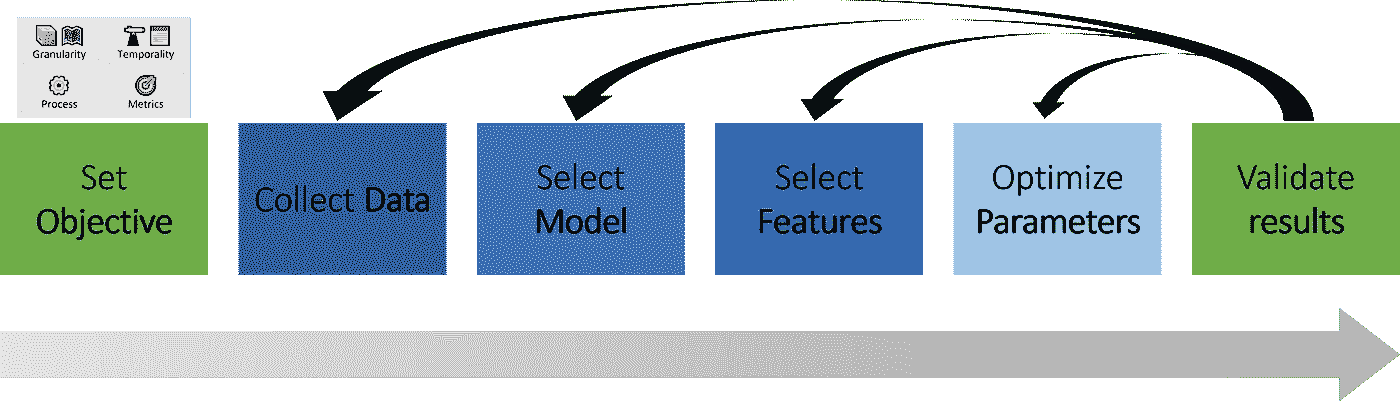 Granularity Temporality
Process Metrics
Set
Objective
Collect Data
Select
Model
Select
Features
Optimize
Parameters
Validate
results